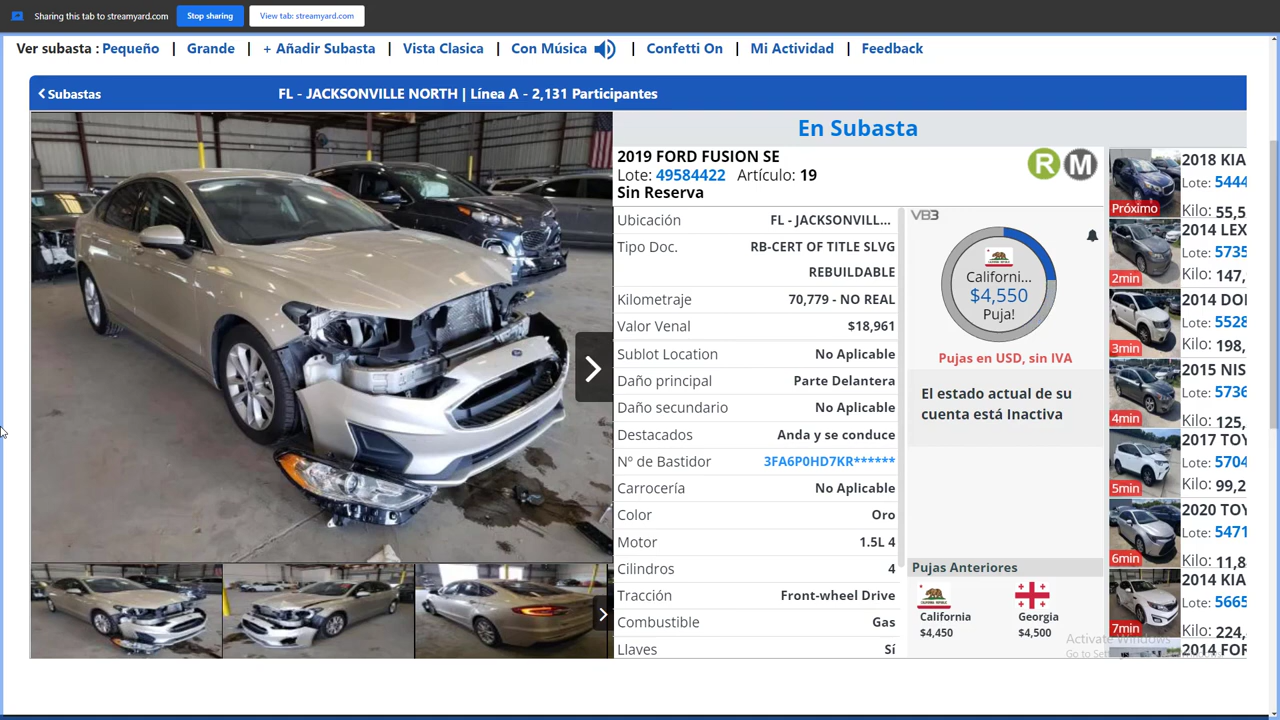 Sharing this tab to streamyard.com
Stop sharing
View tab: streamyard.com
Ver subasta : Pequeño | Grande | + Añadir Subasta | Vista Clasica | Con Música | Confetti On | Mi Actividad | Feedback
Subastas
FL - JACKSONVILLE NORTH | Línea A - 2,131 Participantes
En Subasta
2019 FORD FUSION SE
Lote: 49584422 Artículo: 19
Sin Reserva
R M
Ubicación FL - JACKSONVILL...
Tipo Doc. RB-CERT OF TITLE SLVG
REBUILDABLE
Kilometraje 70,779 - NO REAL
Valor Venal $18,961
Sublot Location No Aplicable
Daño principal Parte Delantera
Daño secundario No Aplicable
Destacados Anda y se conduce
Nº de Bastidor 3FA6P0HD7KR******
Carrocería No Aplicable
Color Oro
Motor 1.5L 4
Cilindros 4
Tracción Front-wheel Drive
Combustible Gas
Llaves Sí
VB3
Californi...
$4,550
Puja!
Pujas en USD, sin IVA
El estado actual de su
cuenta está Inactiva
Pujas Anteriores
California
$4,450
Georgia
$4,500
2018 KIA
Lote: 5444
Próximo
Kilo: 55,5
2014 LEX
Lote: 5735
2min
Kilo: 147,
2014 DO
Lote: 5528
3min
Kilo: 198,
2015 NIS
Lote: 5736
4min
Kilo: 125,
2017 TOY
Lote: 5704
5min
Kilo: 99,2
2020 TOY
Lote: 5471
6min
Kilo: 11,8
2014 KIA
Lote: 5665
7min
Kilo: 224,
2014 FOR
Activate Windows
Go to Set